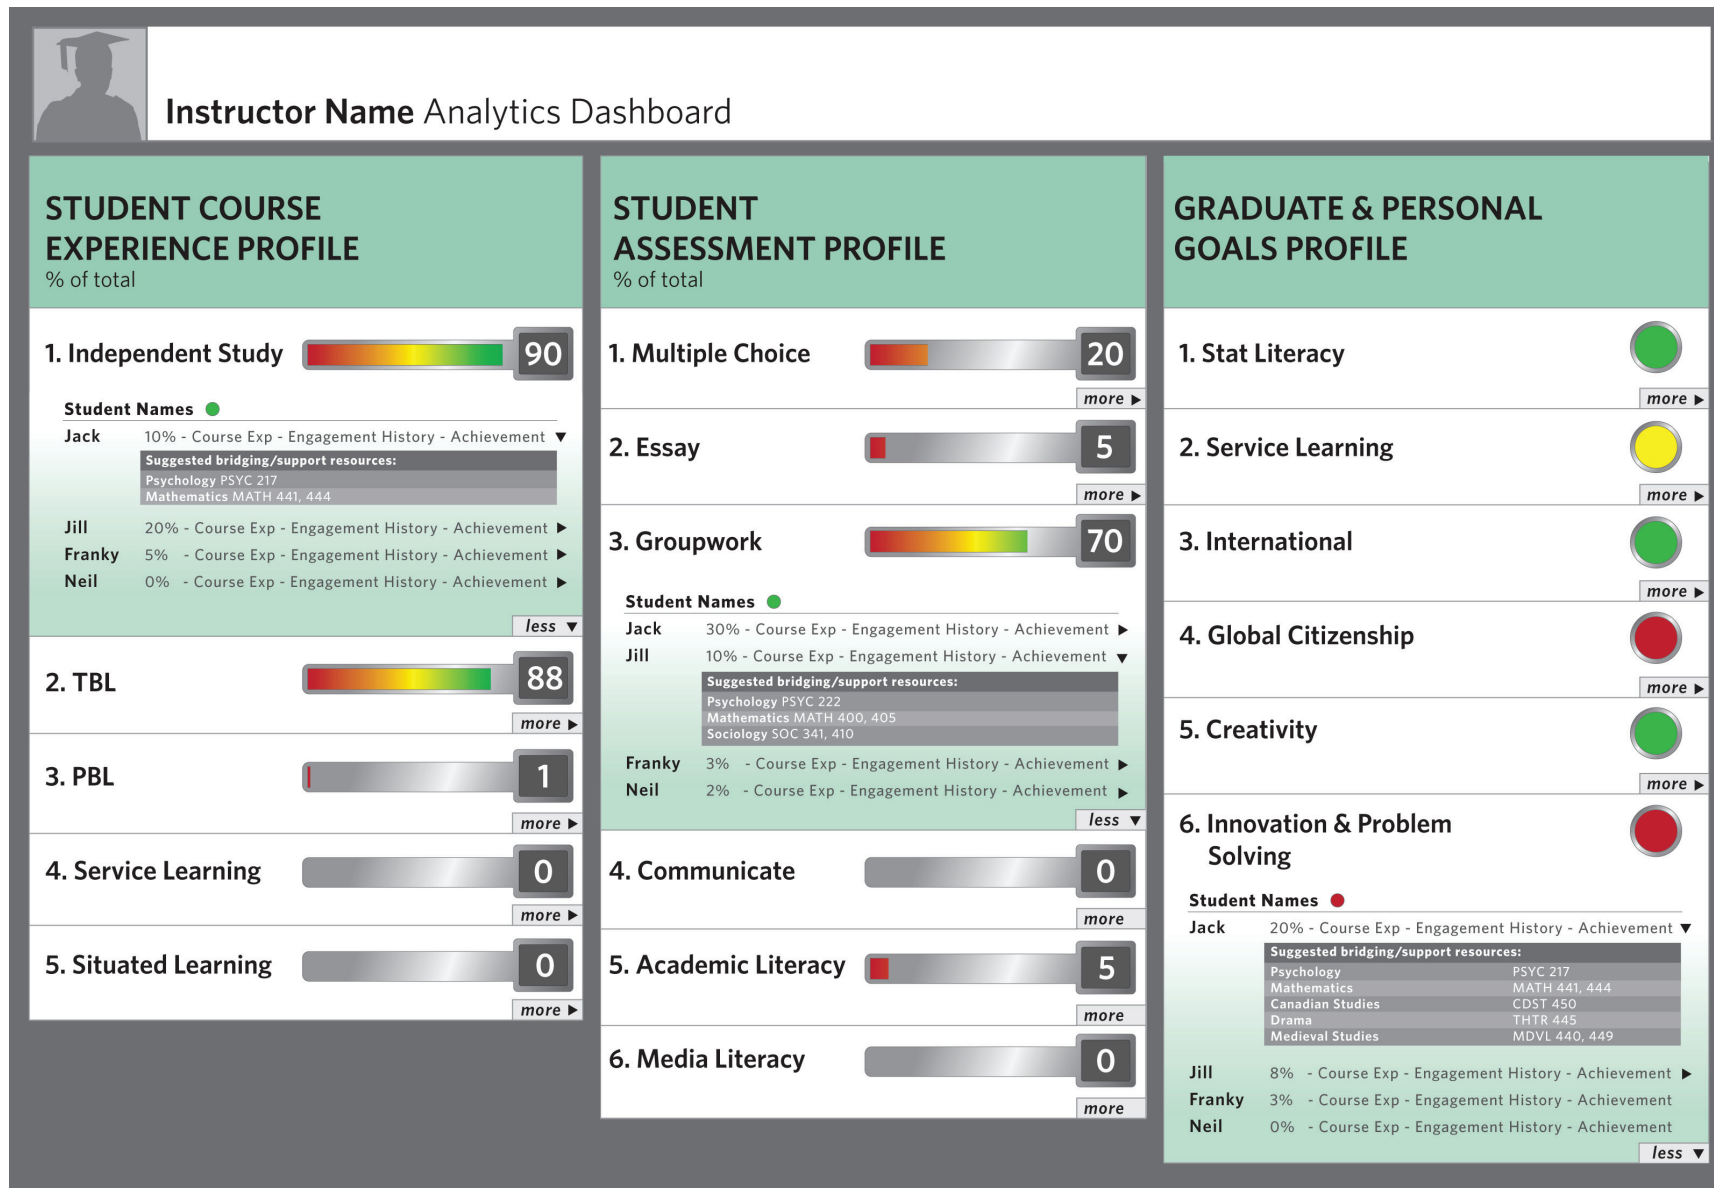 Instructor Name Analytics Dashboard
STUDENT COURSE
EXPERIENCE PROFILE
% of total
1. Independent Study 90
Student Names
Jack 10% - Course Exp - Engagement History - Achievement ▼
Suggested bridging/support resources:
Psychology PSYC 217
Mathematics MATH 441, 444
Jill 20% - Course Exp - Engagement History - Achievement ▶
Franky 5% - Course Exp - Engagement History - Achievement ▶
Neil 0% - Course Exp - Engagement History - Achievement ▶
less ▼
2. TBL 88
more ▶
3. PBL 1
more ▶
4. Service Learning 0
more ▶
5. Situated Learning 0
more ▶
STUDENT
ASSESSMENT PROFILE
% of total
1. Multiple Choice 20
more ▶
2. Essay 5
more ▶
3. Groupwork 70
Student Names
Jack 30% - Course Exp - Engagement History - Achievement ▶
Jill 10% - Course Exp - Engagement History - Achievement ▼
Suggested bridging/support resources:
Psychology PSYC 222
Mathematics MATH 400, 405
Sociology SOC 341, 410
Franky 3% - Course Exp - Engagement History - Achievement ▶
Neil 2% - Course Exp - Engagement History - Achievement ▶
less ▼
4. Communicate 0
more
5. Academic Literacy 5
more
6. Media Literacy 0
more
GRADUATE & PERSONAL
GOALS PROFILE
1. Stat Literacy
more ▶
2. Service Learning
more ▶
3. International
more ▶
4. Global Citizenship
more ▶
5. Creativity
more ▶
6. Innovation & Problem
Solving
Student Names
Jack 20% - Course Exp - Engagement History - Achievement ▼
Suggested bridging/support resources:
Psychology PSYC 217
Mathematics MATH 441, 444
Canadian Studies CDST 450
Drama THTR 445
Medieval Studies MDVL 440, 449
Jill 8% - Course Exp - Engagement History - Achievement ▶
Franky 3% - Course Exp - Engagement History - Achievement
Neil 0% - Course Exp - Engagement History - Achievement
less ▼